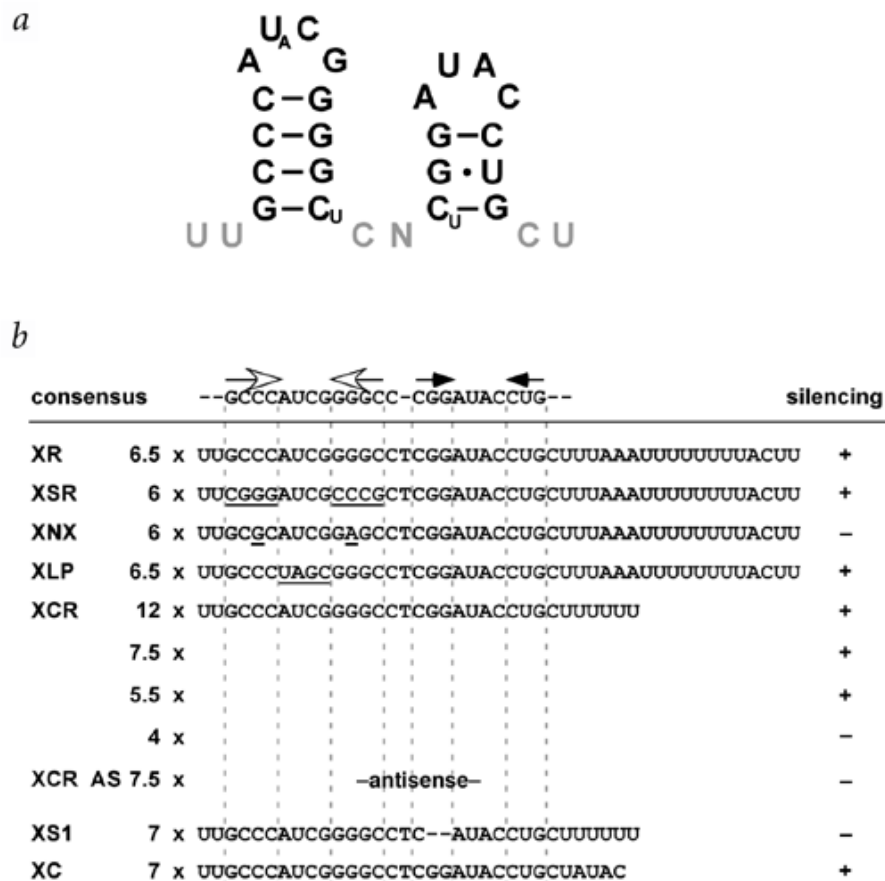 a
U A C
A G U A
C–G A C
C–G G–C
C–G G·U
G–C U C U–G
U U C N C U
b
consensus --GCCCAUCGGGGCC-CGGAUACCUG-- silencing
XR 6.5 x UUGCCCAUCGGGGCCTCGGAUACCUGCUUUAAAUUUUUUUUACUU +
XSR 6 x UUCGGGAUCGCCCGCTCGGAUACCUGCUUUAAAUUUUUUUUACUU +
XNX 6 x UUGCGCAUCGGAGCCTCGGAUACCUGCUUUAAAUUUUUUUUACUU –
XLP 6.5 x UUGCCCUAGCGGGCCTCGGAUACCUGCUUUAAAUUUUUUUUACUU +
XCR 12 x UUGCCCAUCGGGGCCTCGGAUACCUGCUUUUUU +
7.5 x +
5.5 x +
4 x –
XCR AS 7.5 x –antisense– –
XS1 7 x UUGCCCAUCGGGGCCTC--AUACCUGCUUUUUU –
XC 7 x UUGCCCAUCGGGGCCTCGGAUACCUGCUAUAC +